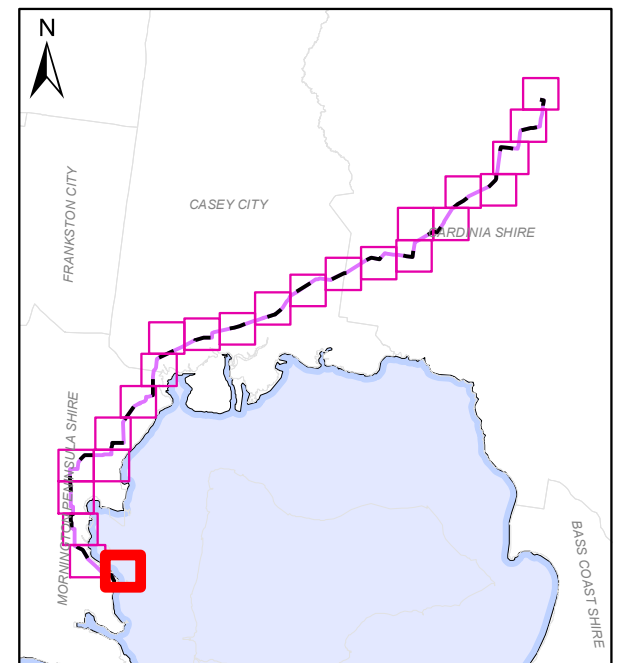 N
CASEY CITY
FRANKSTON CITY
CARDINIA SHIRE
MORNINGTON PENINSULA SHIRE
BASS COAST SHIRE